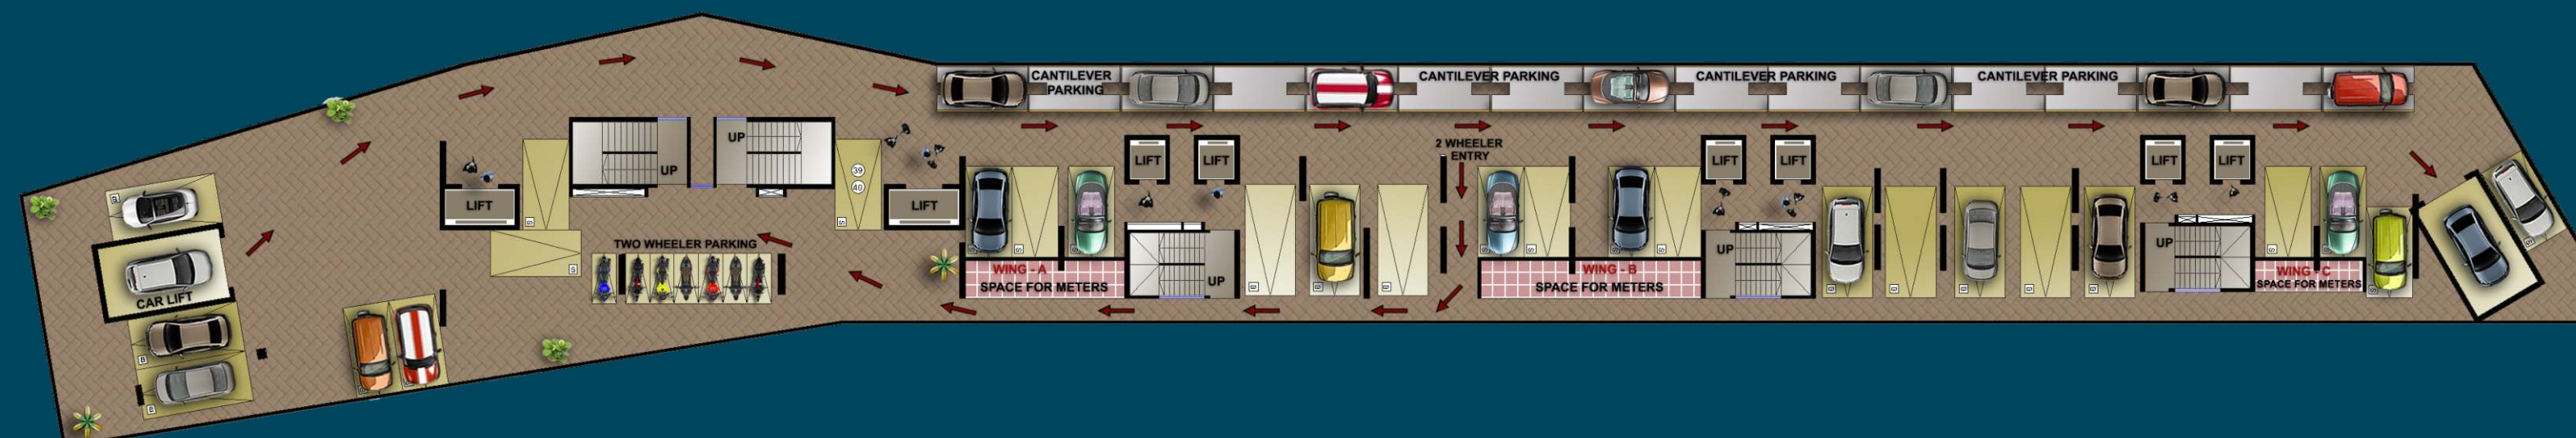 CANTILEVER
PARKING
CANTILEVER PARKING
CANTILEVER PARKING
CANTILEVER PARKING
UP
UP
39
40
LIFT
LIFT
LIFT
LIFT
2 WHEELER
ENTRY
LIFT
LIFT
LIFT
LIFT
TWO WHEELER PARKING
CAR LIFT
WING - A
SPACE FOR METERS
UP
WING - B
SPACE FOR METERS
UP
UP
WING - C
SPACE FOR METERS
B
B
B
S
S
S